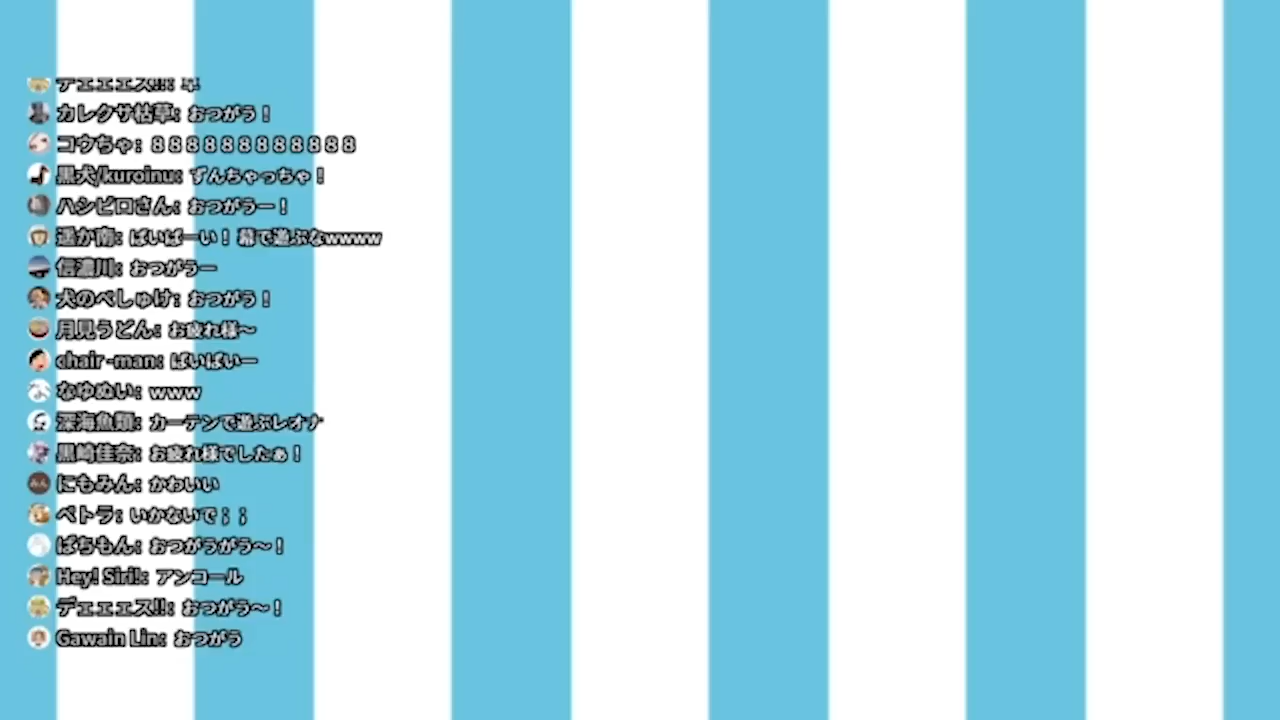 デェェェス!!: 草
カレクサ枯草: おつがう！
コウちゃ: ８８８８８８８８８８８８
黒犬/kuroinu: ずんちゃっちゃ！
ハシビロさん: おつがうー！
遥か南: ばいばーい！幕で遊ぶなwwww
信濃川: おつがうー
犬のべしゅけ: おつがう！
月見うどん: お疲れ様～
chair -man: ばいばいー
なゆぬい: www
深海魚類: カーテンで遊ぶレオナ
黒崎佳奈: お疲れ様でしたぁ！
にもみん: かわいい
ペトラ: いかないで；；
ぱちもん: おつがうがう～！
Hey! Siri!: アンコール
デェェェス!!: おつがう～！
Gawain Lin: おつがう